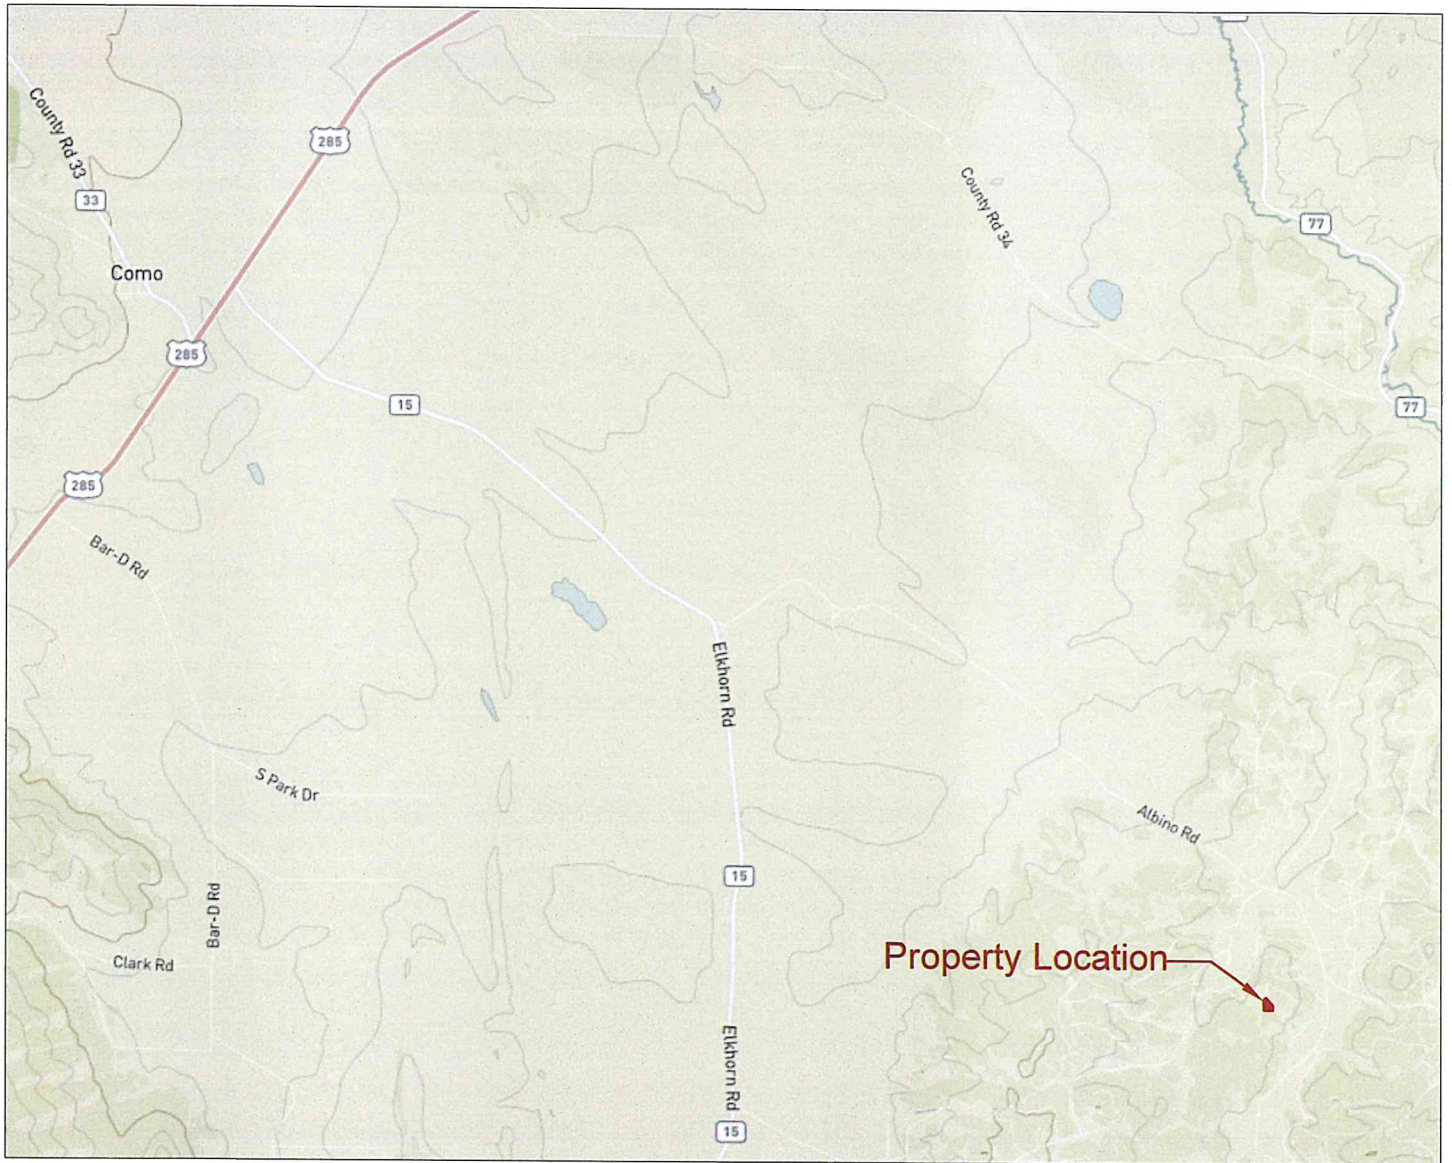 County Rd 33
33
Como
285
285
285
15
County Rd 34
77
77
Bar-D Rd
Elkhorn Rd
S Park Dr
Albino Rd
15
Bar-D Rd
Clark Rd
Property Location
Elkhorn Rd
15